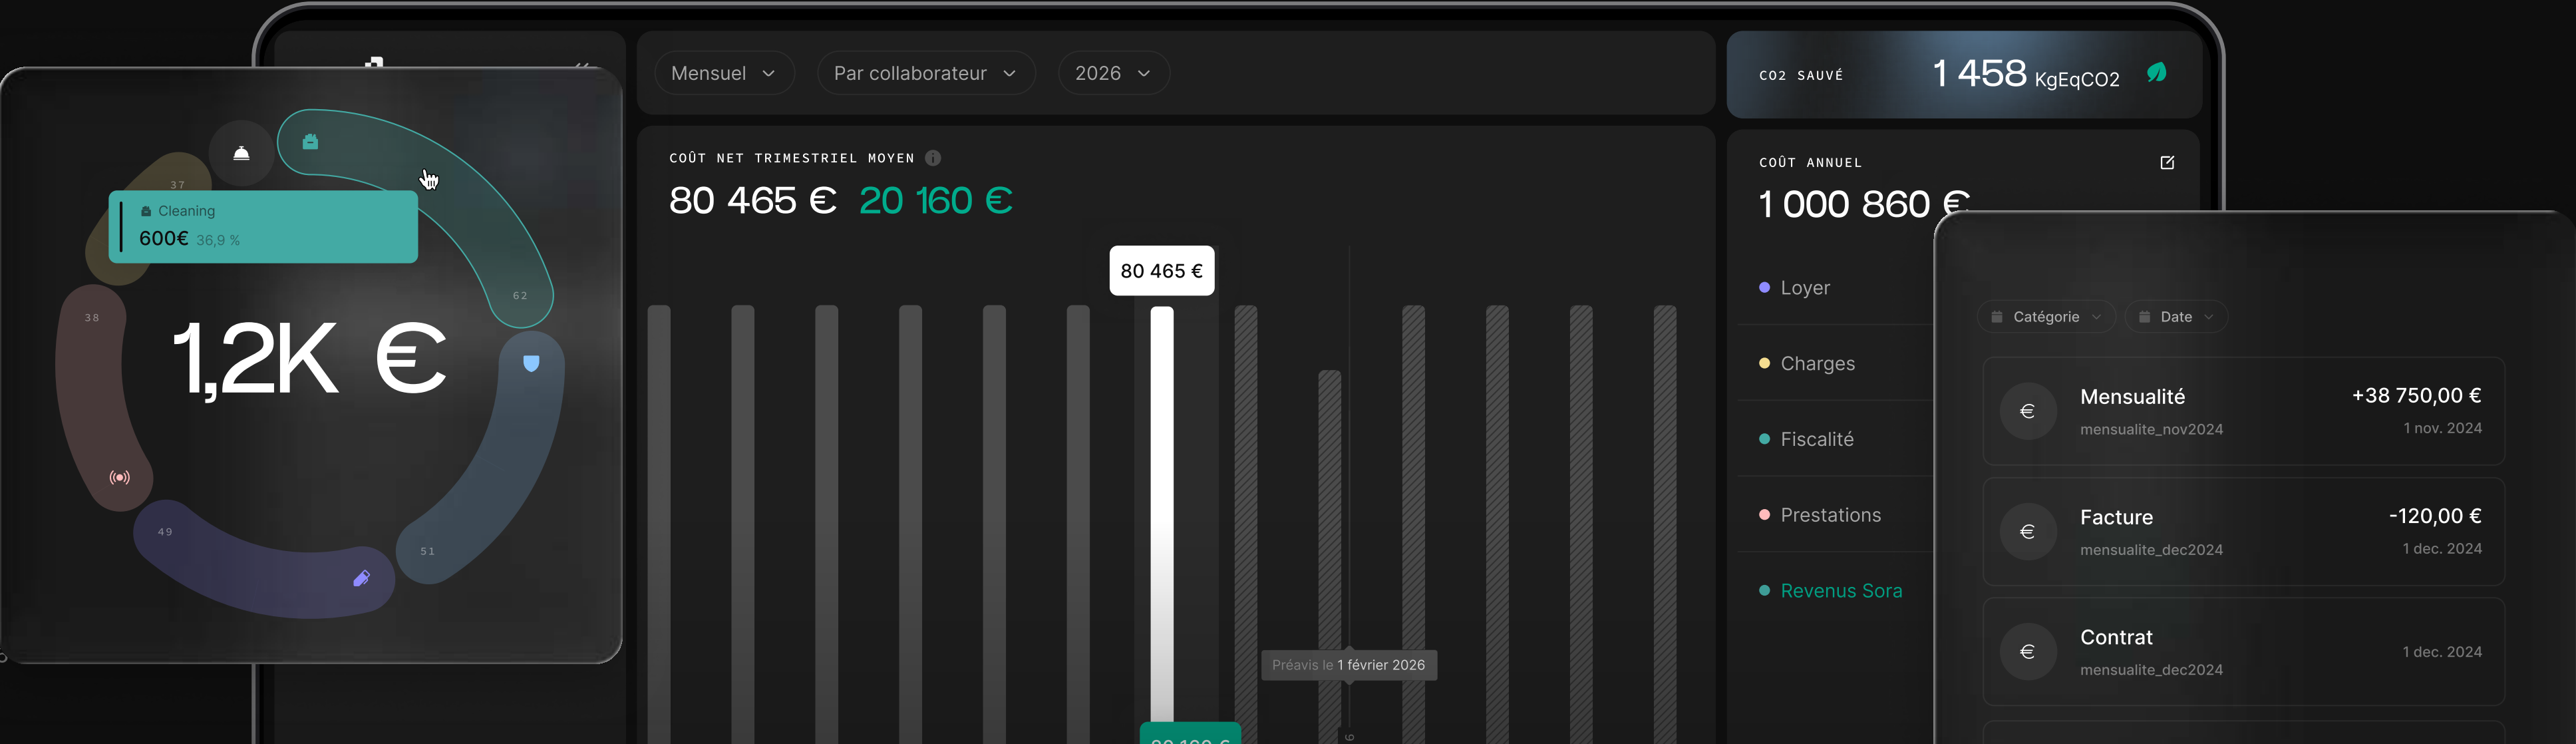 37
Cleaning
600€ 36,9 %
62
38
1,2K €
49
51
Mensuel
Par collaborateur
2026
COÛT NET TRIMESTRIEL MOYEN
80 465 € 20 160 €
80 465 €
Préavis le 1 février 2026
CO2 SAUVÉ
1 458 KgEqCO2
COÛT ANNUEL
1 000 860 €
Loyer
Charges
Fiscalité
Prestations
Revenus Sora
Catégorie
Date
Mensualité
+38 750,00 €
mensualite_nov2024
1 nov. 2024
Facture
-120,00 €
mensualite_dec2024
1 dec. 2024
Contrat
mensualite_dec2024
1 dec. 2024